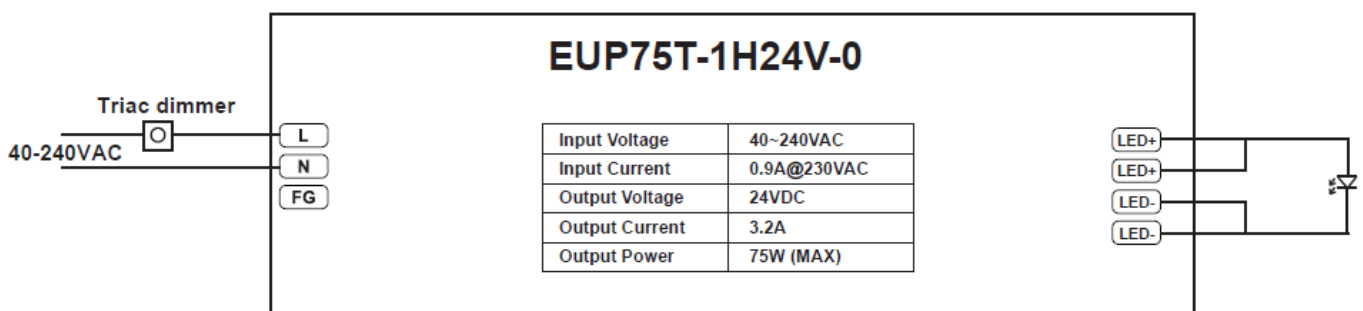 EUP75T-1H24V-0
Triac dimmer
40-240VAC
L
N
FG
Input Voltage 40~240VAC
Input Current 0.9A@230VAC
Output Voltage 24VDC
Output Current 3.2A
Output Power 75W (MAX)
LED+
LED+
LED-
LED-